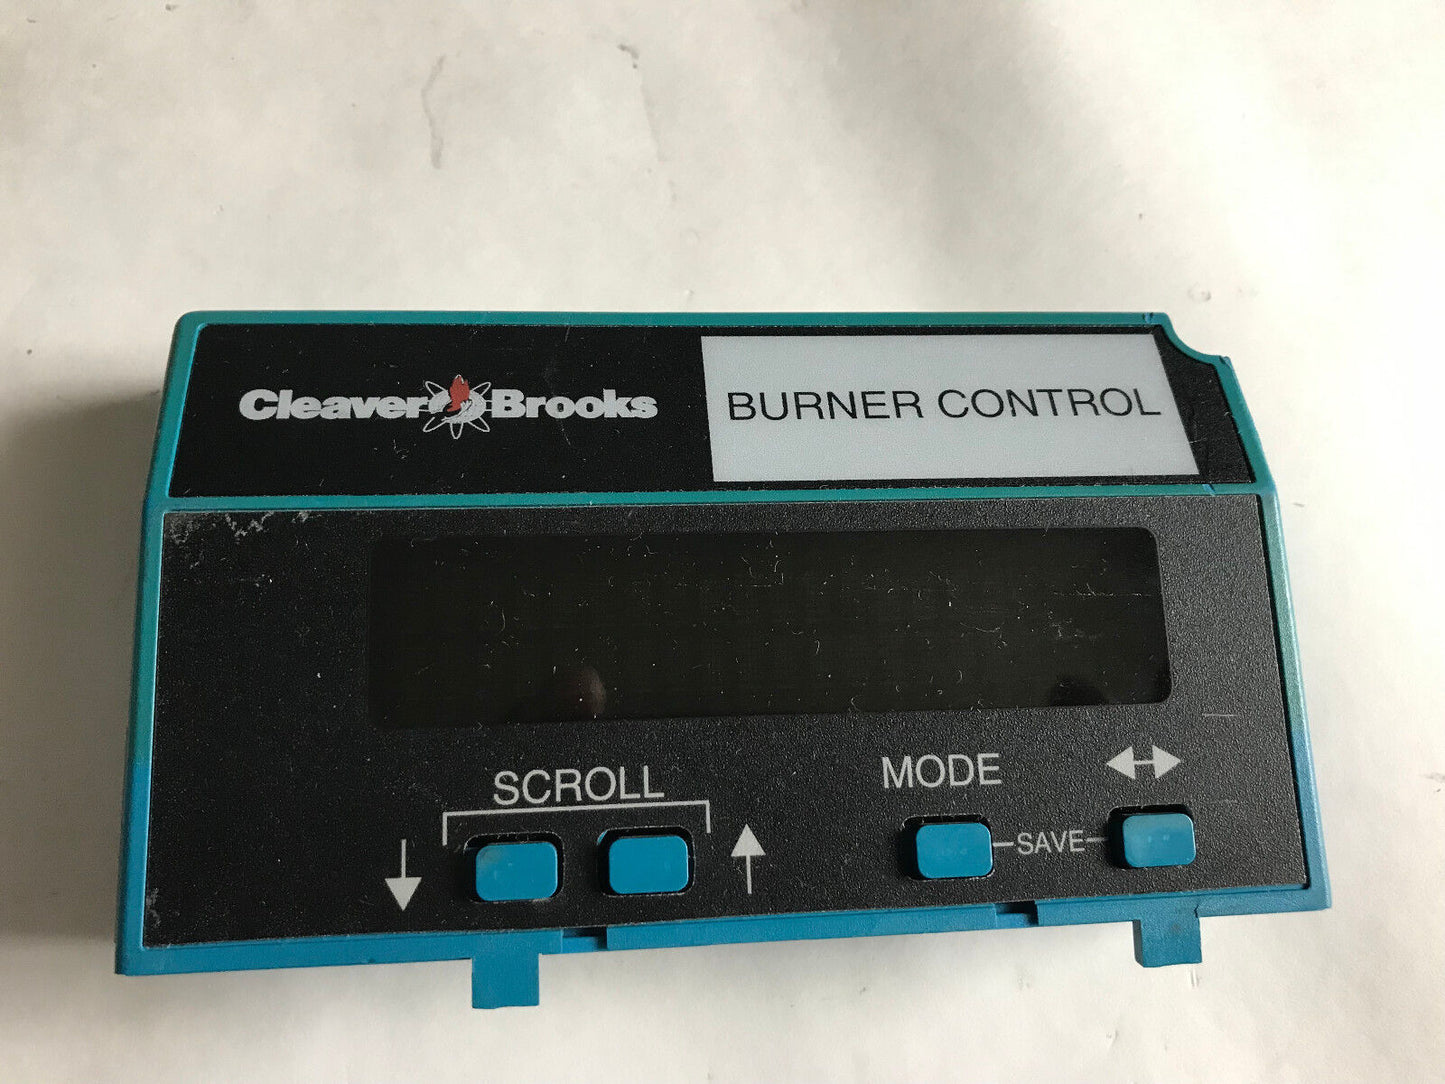 Cleaver Brooks
BURNER CONTROL
SCROLL
MODE
SAVE